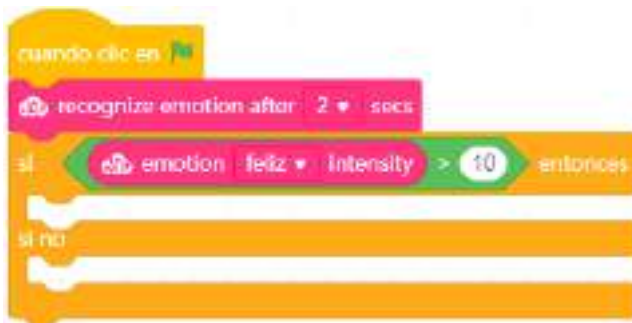 cuando clic en
recognize emotion after 2 secs
si emotion feliz intensity > 10 entonces
si no